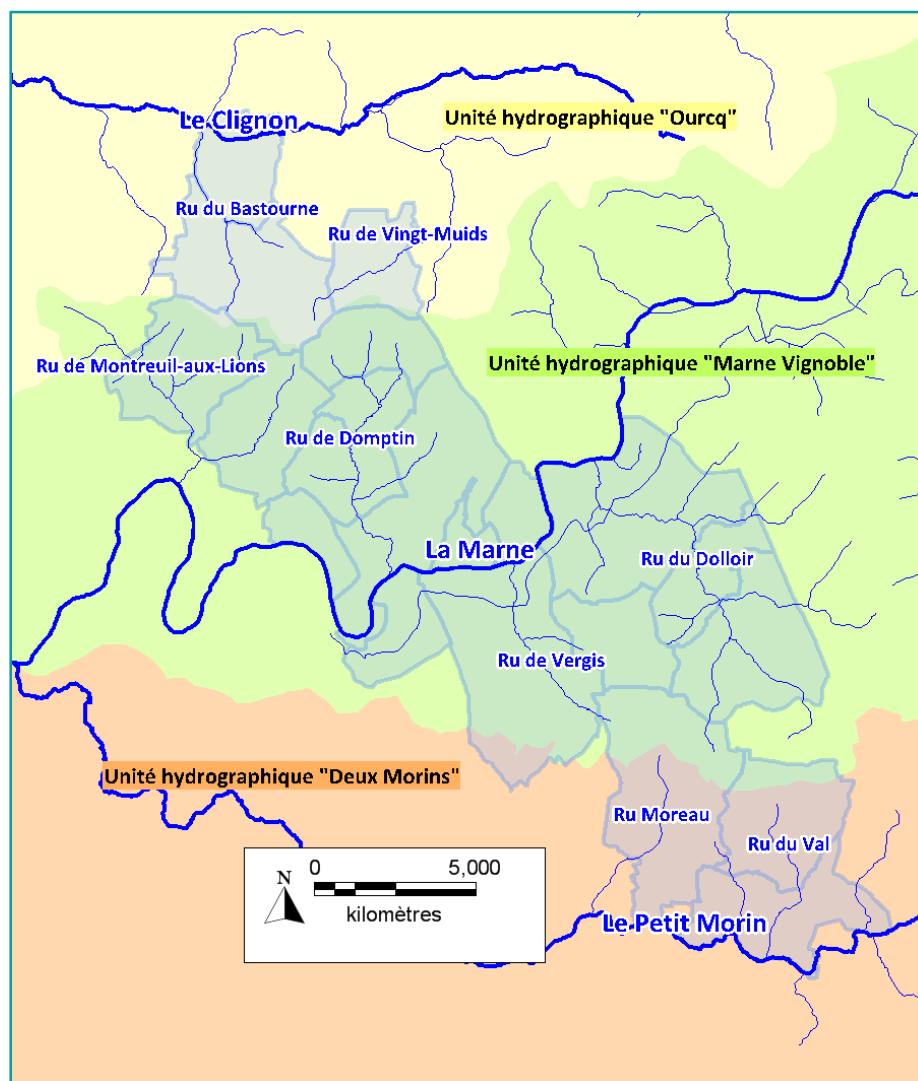 Le Clignon
Unité hydrographique "Ourcq"
Ru du Bastourne
Ru de Vingt-Muids
Ru de Montreuil-aux-Lions
Unité hydrographique "Marne Vignoble"
Ru de Domptin
La Marne
Ru du Dolloir
Ru de Vergis
Unité hydrographique "Deux Morins"
Ru Moreau
Ru du Val
N
0 5,000
kilomètres
Le Petit Morin